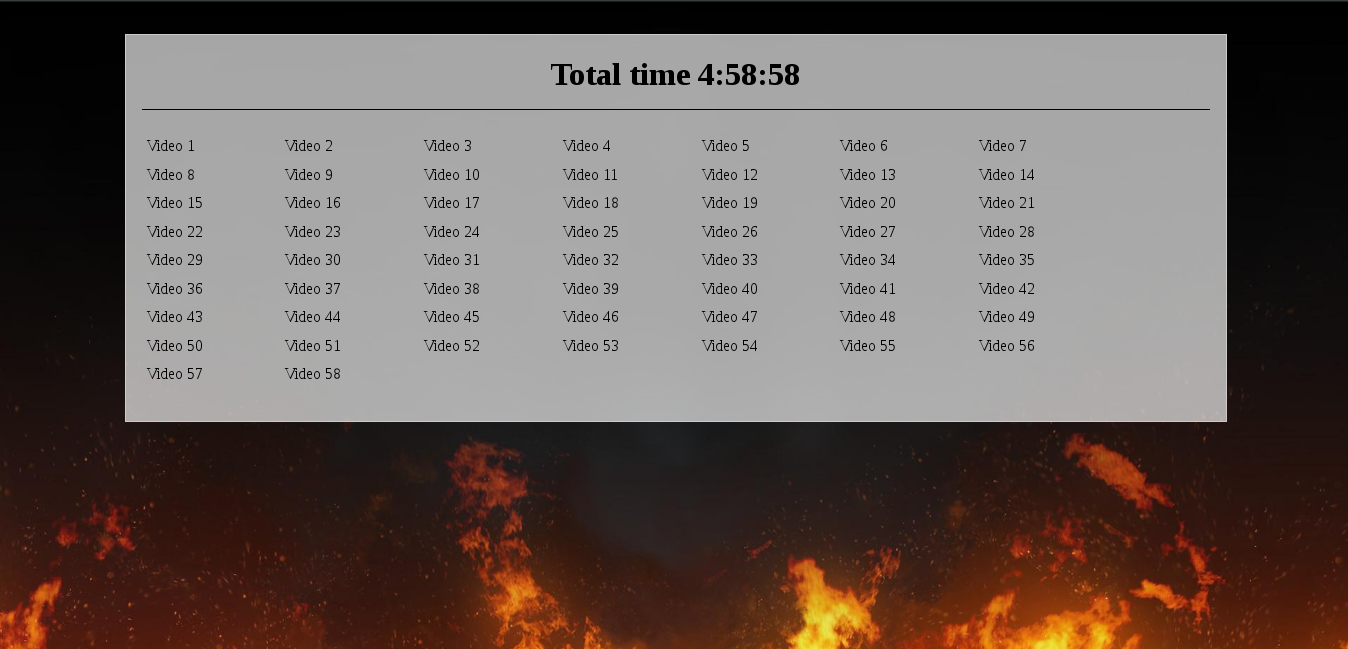 Total time 4:58:58
Video 1 Video 2 Video 3 Video 4 Video 5 Video 6 Video 7
Video 8 Video 9 Video 10 Video 11 Video 12 Video 13 Video 14
Video 15 Video 16 Video 17 Video 18 Video 19 Video 20 Video 21
Video 22 Video 23 Video 24 Video 25 Video 26 Video 27 Video 28
Video 29 Video 30 Video 31 Video 32 Video 33 Video 34 Video 35
Video 36 Video 37 Video 38 Video 39 Video 40 Video 41 Video 42
Video 43 Video 44 Video 45 Video 46 Video 47 Video 48 Video 49
Video 50 Video 51 Video 52 Video 53 Video 54 Video 55 Video 56
Video 57 Video 58